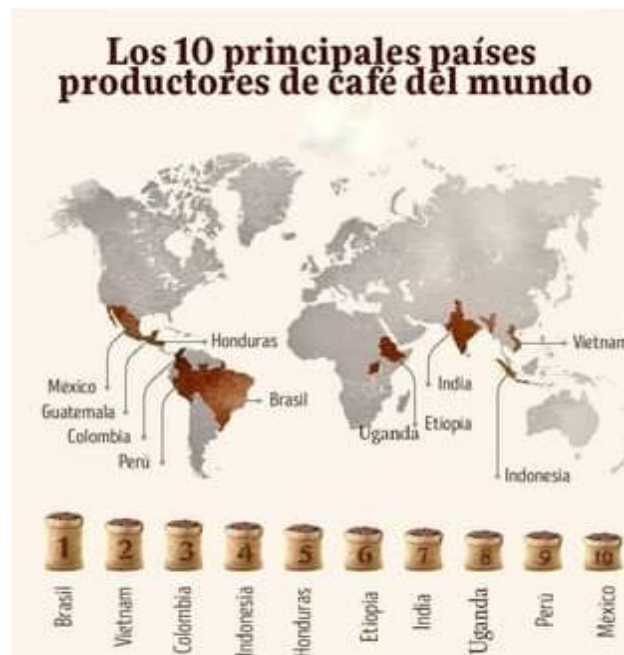 Los 10 principales países
productores de café del mundo
Honduras
Vietnam
Mexico
Guatemala
Colombia
Perù
Brasil
India
Uganda
Etiopia
Indonesia
1
2
3
4
5
6
7
8
9
10
Brasil
Vietnam
Colombia
Indonesia
Honduras
Etiopia
India
Uganda
Perù
Mexico